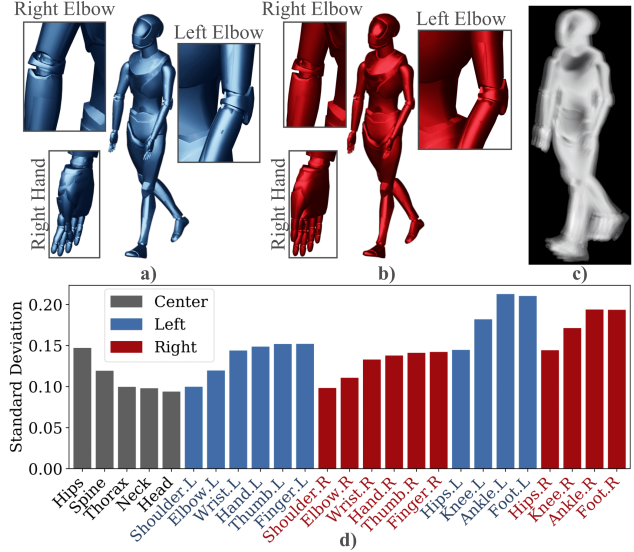 Right Elbow
Left Elbow
Right Hand
a)
Right Elbow
Left Elbow
Right Hand
b)
c)
Standard Deviation
0.20
0.15
0.10
0.05
0.00
Center
Left
Right
Hips
Spine
Thorax
Neck
Head
Shoulder.L
Elbow.L
Wrist.L
Hand.L
Thumb.L
Finger.L
Shoulder.R
Elbow.R
Wrist.R
Hand.R
Thumb.R
Finger.R
Hips.L
Knee.L
Ankle.L
Foot.L
Hips.R
Knee.R
Ankle.R
Foot.R
d)